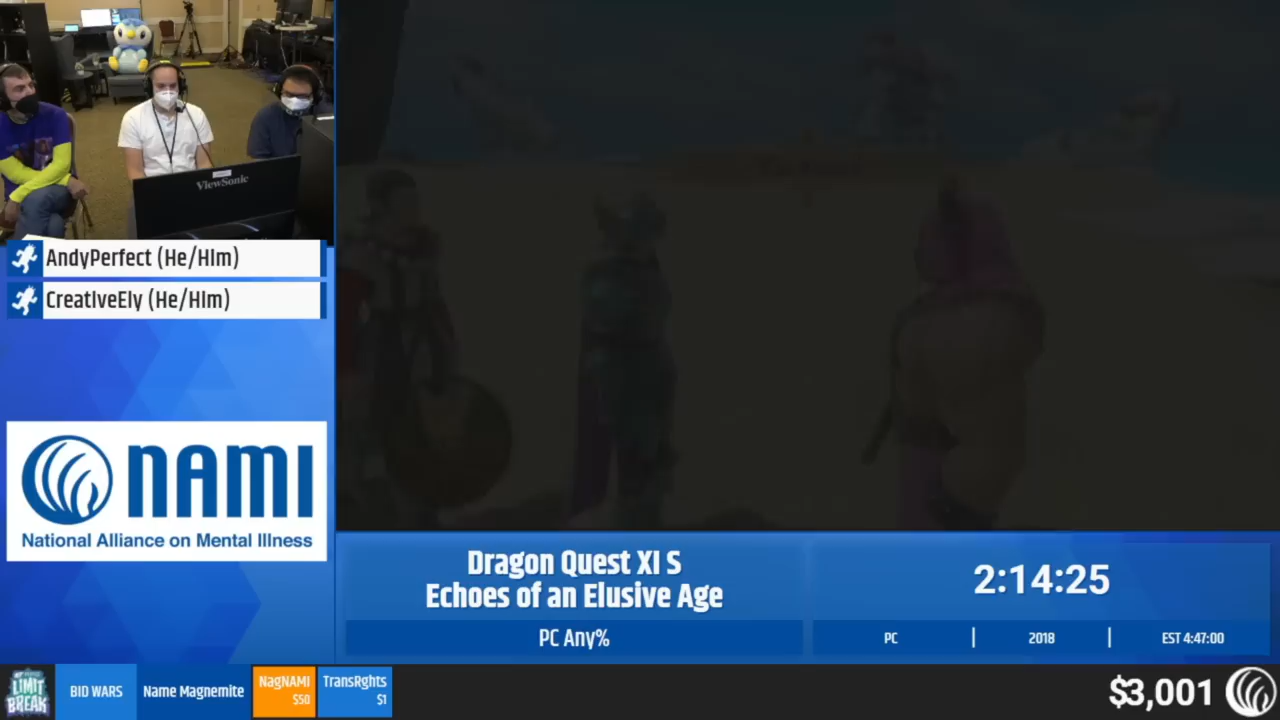 ViewSonic
AndyPerfect (He/Him)
CreativeEly (He/Him)
NAMI
National Alliance on Mental Illness
Dragon Quest XI S
Echoes of an Elusive Age
2:14:25
PC Any%
PC | 2018 | EST 4:47:00
LIMIT
BREAK
BID WARS
Name Magnemite
NagNAMI
$50
TransRghts
$1
$3,001